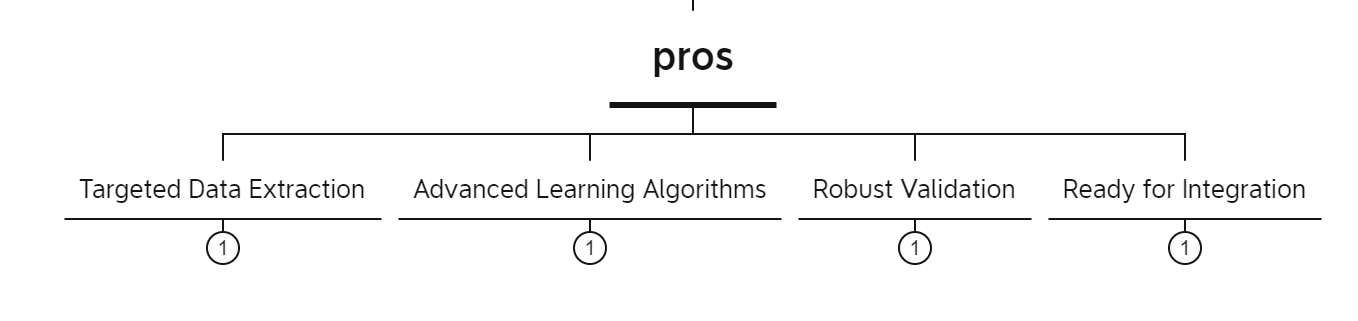 pros
Targeted Data Extraction
Advanced Learning Algorithms
Robust Validation
Ready for Integration
1
1
1
1